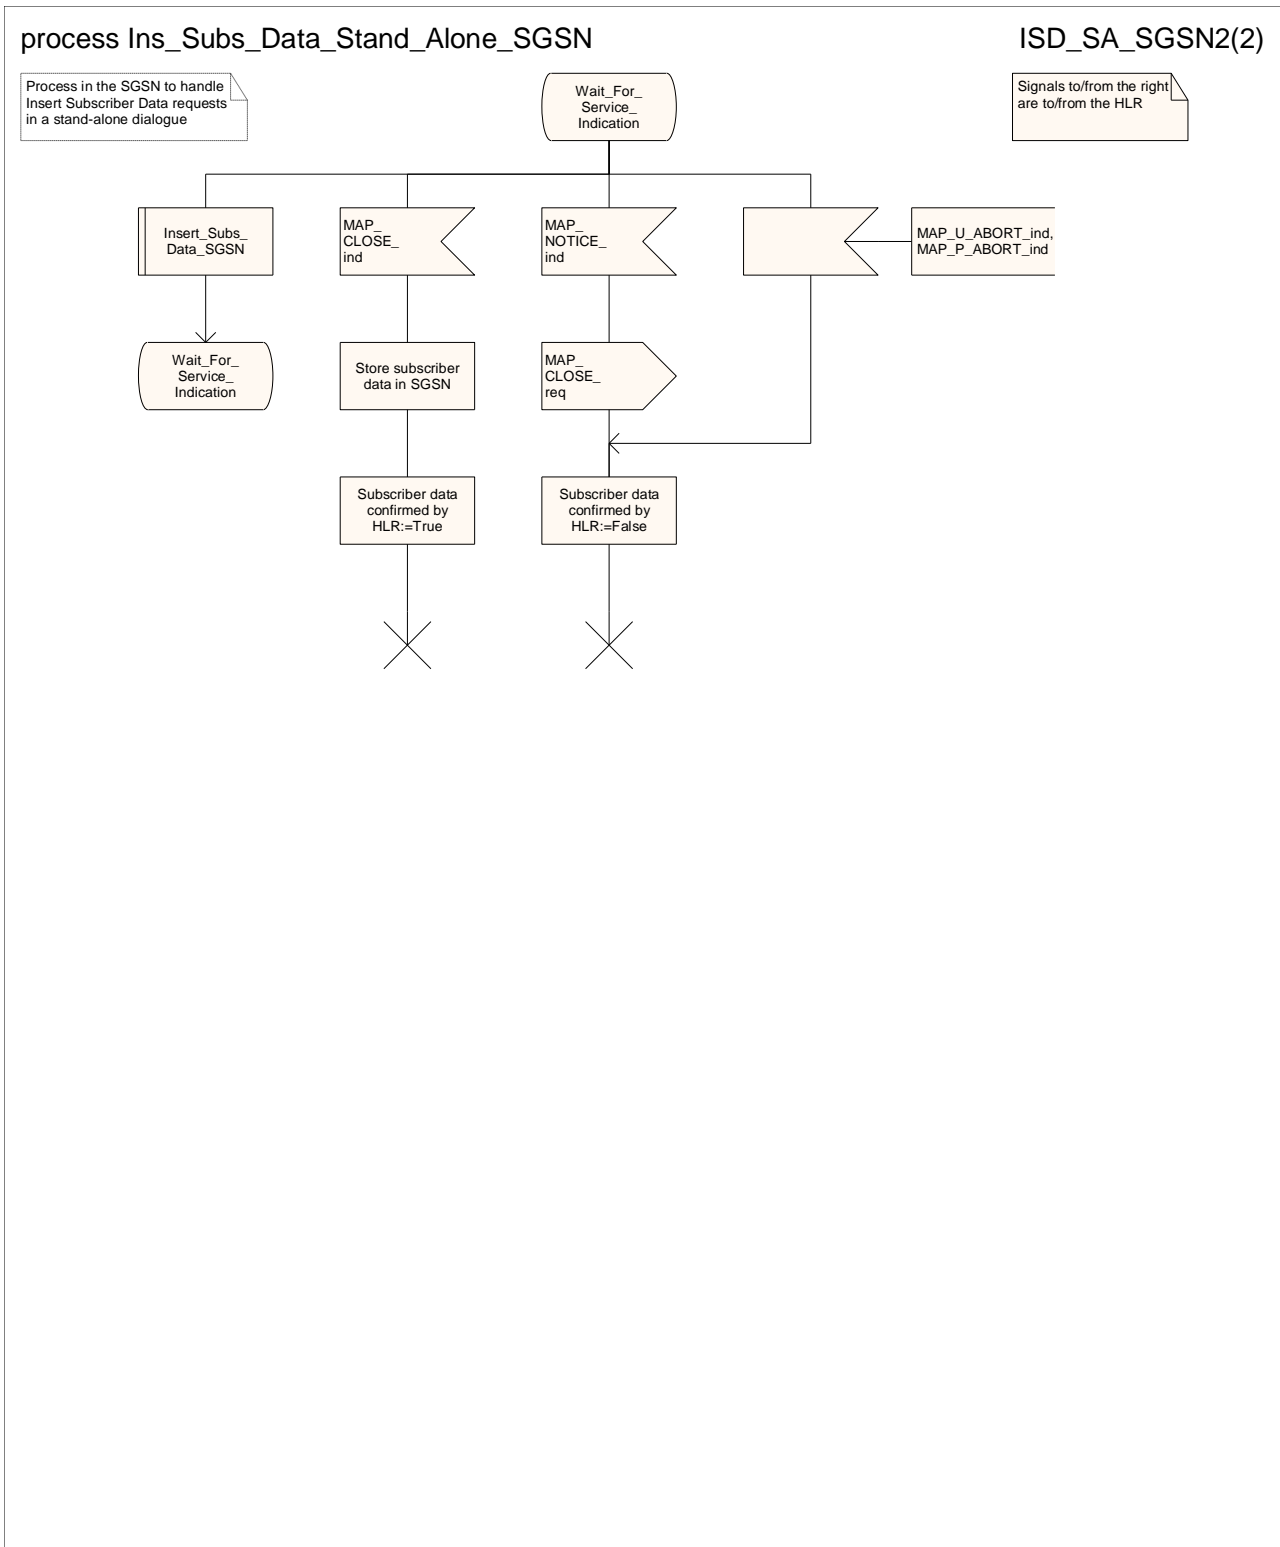 process Ins_Subs_Data_Stand_Alone_SGSN
ISD_SA_SGSN2(2)
Process in the SGSN to handle
Insert Subscriber Data requests
in a stand-alone dialogue
Wait_For_
Service_
Indication
Signals to/from the right
are to/from the HLR
Insert_Subs_
Data_SGSN
MAP_
CLOSE_
ind
MAP_
NOTICE_
ind
MAP_U_ABORT_ind,
MAP_P_ABORT_ind
Wait_For_
Service_
Indication
Store subscriber
data in SGSN
MAP_
CLOSE_
req
Subscriber data
confirmed by
HLR:=True
Subscriber data
confirmed by
HLR:=False